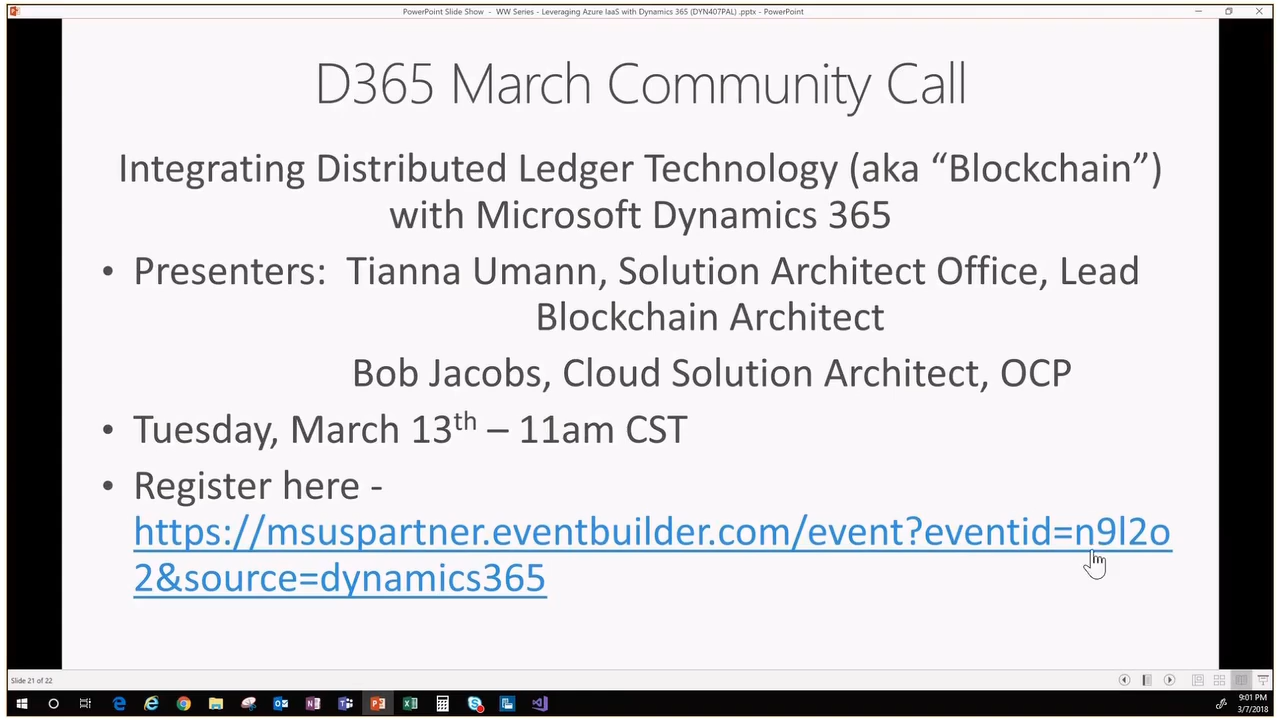 PowerPoint Slide Show - WW Series - Leveraging Azure IaaS with Dynamics 365 (DYN407PAL) .pptx - PowerPoint
D365 March Community Call
Integrating Distributed Ledger Technology (aka “Blockchain”)
with Microsoft Dynamics 365
• Presenters: Tianna Umann, Solution Architect Office, Lead
Blockchain Architect
Bob Jacobs, Cloud Solution Architect, OCP
• Tuesday, March 13th – 11am CST
• Register here -
https://msuspartner.eventbuilder.com/event?eventid=n9l2o
2&source=dynamics365
Slide 21 of 22
9:01 PM
3/7/2018